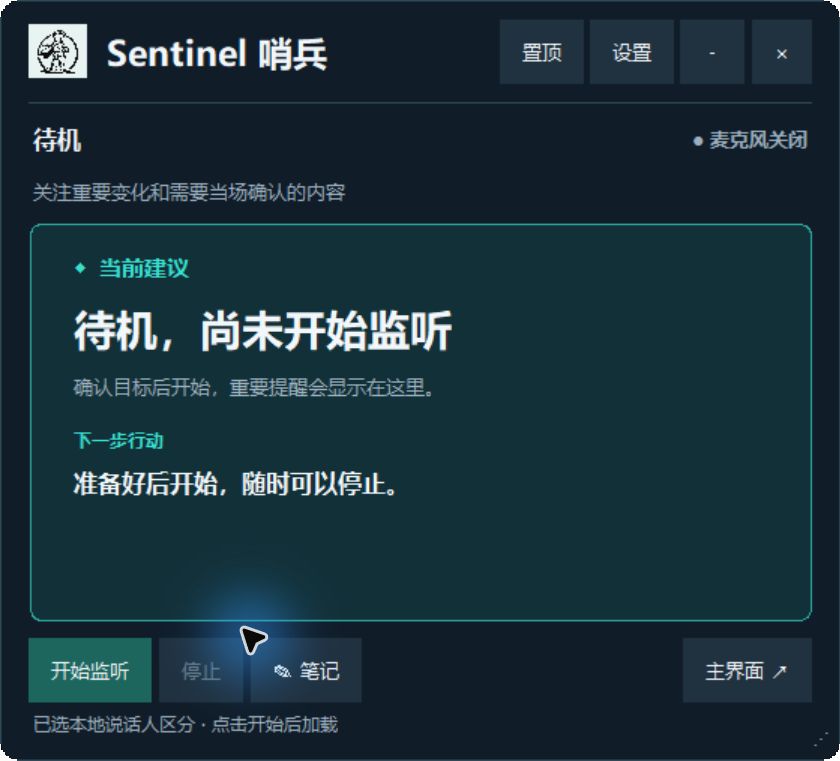 Sentinel 哨兵 置顶 设置 - ×
待机 ● 麦克风关闭
关注重要变化和需要当场确认的内容
◆ 当前建议
待机，尚未开始监听
确认目标后开始，重要提醒会显示在这里。
下一步行动
准备好后开始，随时可以停止。
开始监听 停止 ✎ 笔记 主界面 ↗
已选本地说话人区分 · 点击开始后加载